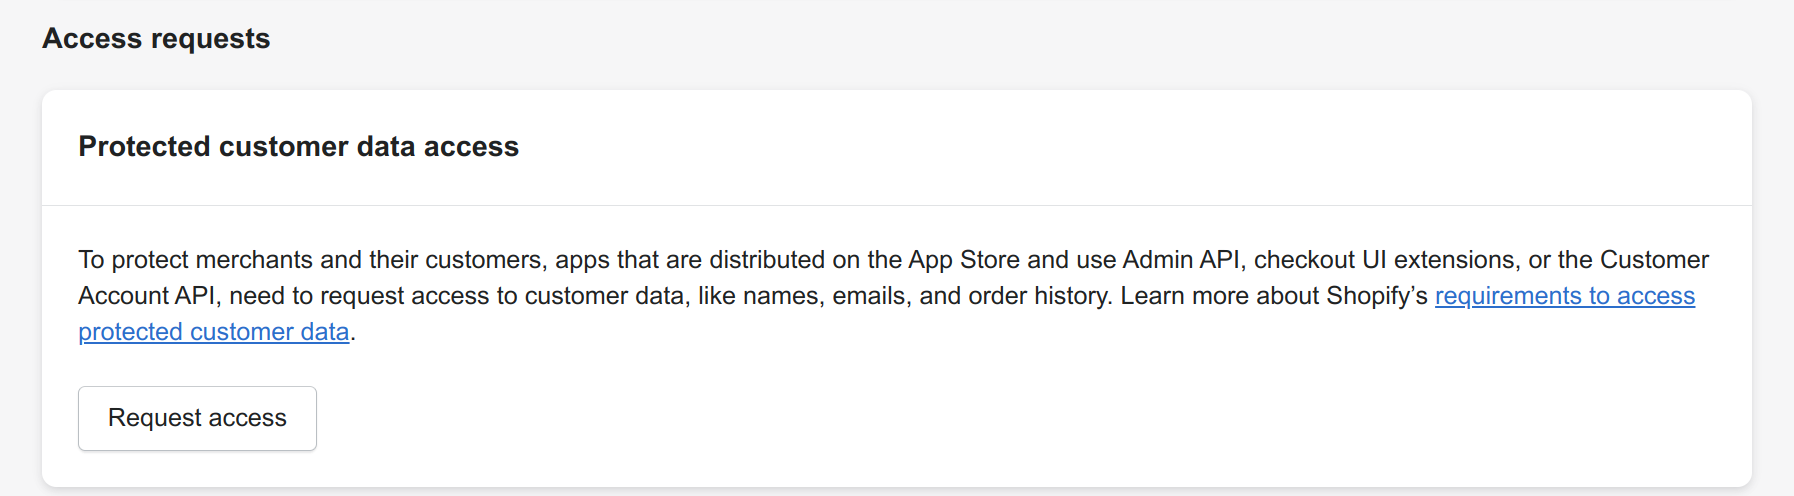 Access requests
Protected customer data access
To protect merchants and their customers, apps that are distributed on the App Store and use Admin API, checkout UI extensions, or the Customer
Account API, need to request access to customer data, like names, emails, and order history. Learn more about Shopify’s requirements to access
protected customer data.
Request access